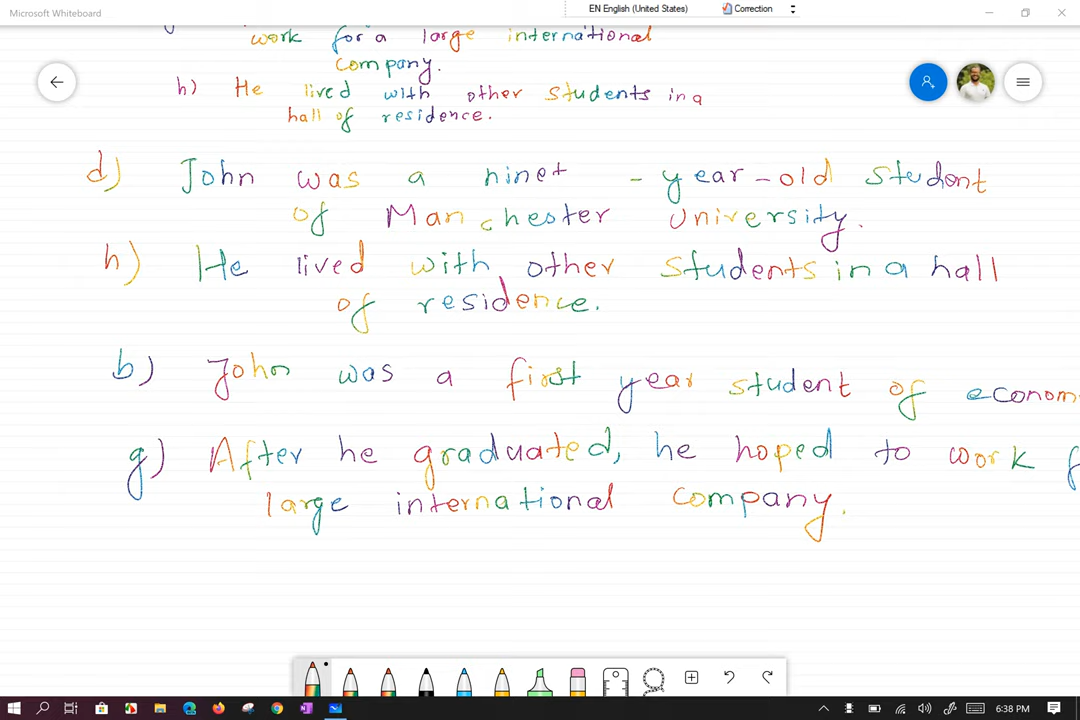 Microsoft Whiteboard
EN English (United States)
Correction
work for a large international
company.
h) He lived with other students in a
hall of residence.
d) John was a ninet - year - old student
of Manchester University.
h) He lived with other students in a hall
of residence.
b) John was a first year student of econom
g) After he graduated, he hoped to work f
large international company.
6:38 PM